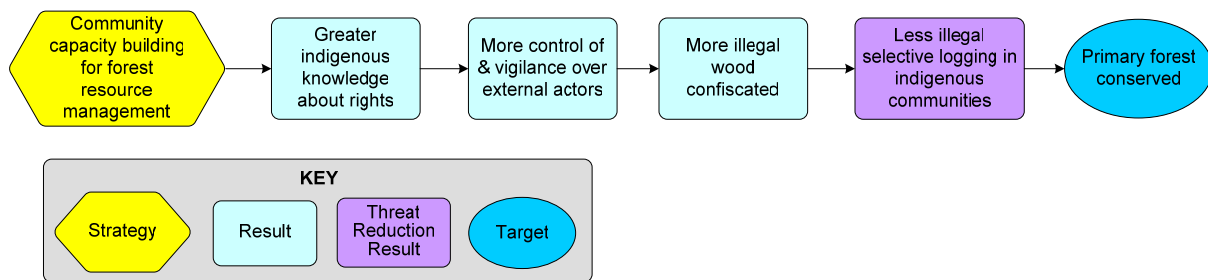 Community
capacity building
for forest
resource
management
Greater
indigenous
knowledge
about rights
More control of
& vigilance over
external actors
More illegal
wood
confiscated
Less illegal
selective logging in
indigenous
communities
Primary forest
conserved
KEY
Strategy
Result
Threat
Reduction
Result
Target